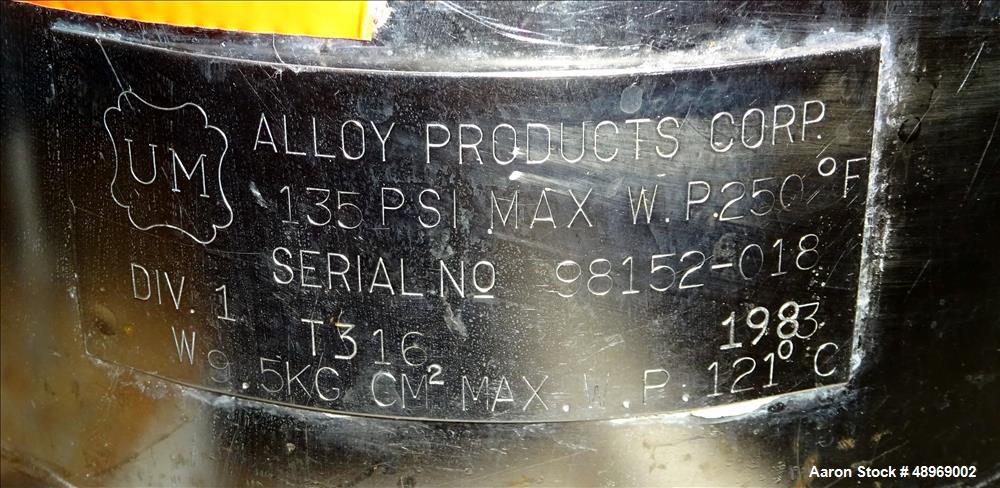 UM
ALLOY PRODUCTS CORP.
135 PSI MAX W.P. 250 °F
SERIAL Nº 98152-018
DIV. 1
W T316 1983
9.5KG CM² MAX. W.P. 121° C
Aaron Stock # 48969002